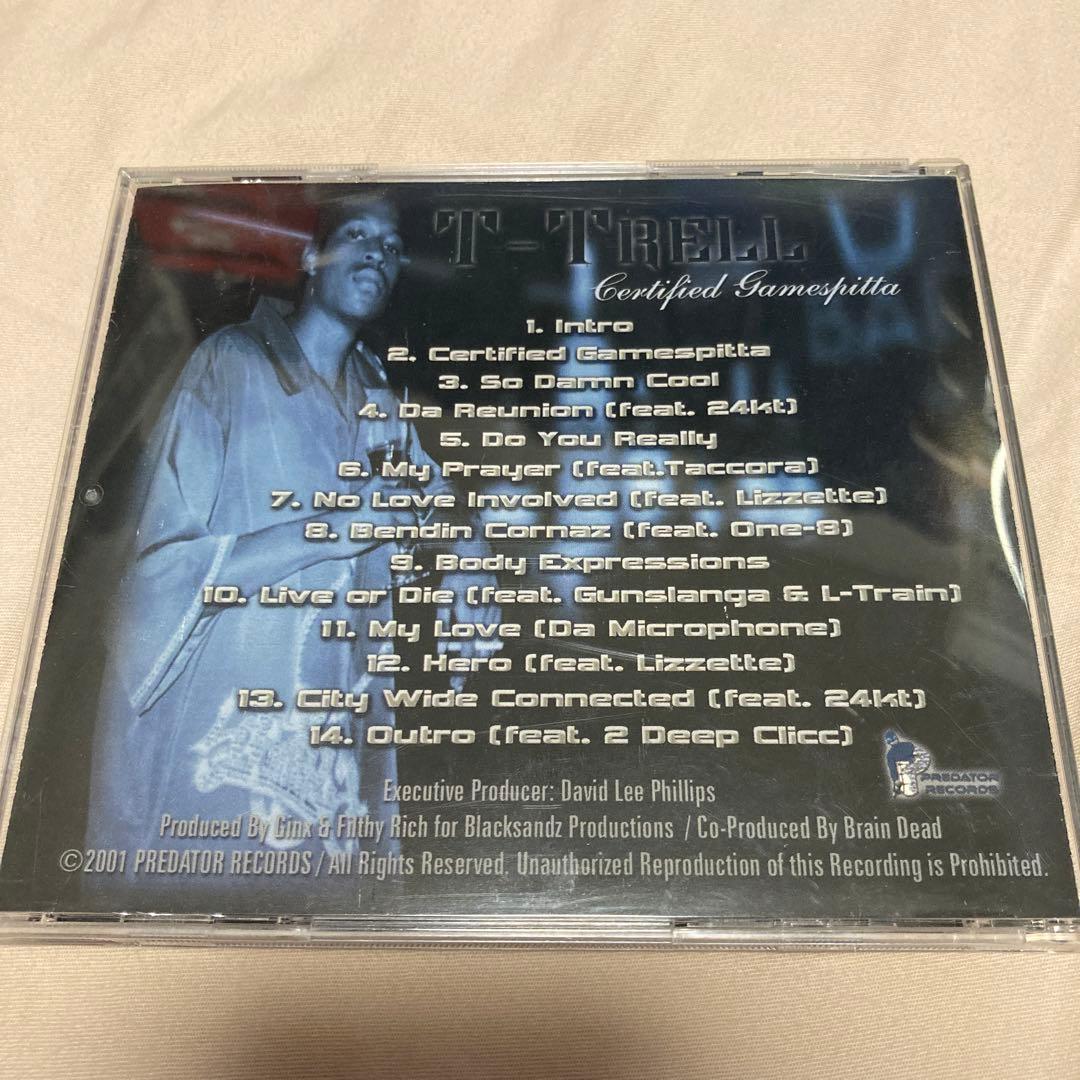 T-Trell
Certified Gamespitta
1. Intro
2. Certified Gamespitta
3. So Damn Cool
4. Da Reunion (feat. 24kt)
5. Do You Really
6. My Prayer (feat.Taccora)
7. No Love Involved (feat. Lizzette)
8. Bendin Cornaz (feat. One-8)
9. Body Expressions
10. Live or Die (feat. Gunslanga & L-Train)
11. My Love (Da Microphone)
12. Hero (feat. Lizzette)
13. City Wide Connected (feat. 24kt)
14. Outro (feat. 2 Deep Clicc)
PREDATOR
RECORDS
Executive Producer: David Lee Phillips
Produced By Ginx & Filthy Rich for Blacksandz Productions / Co-Produced By Brain Dead
©2001 PREDATOR RECORDS / All Rights Reserved. Unauthorized Reproduction of this Recording is Prohibited.